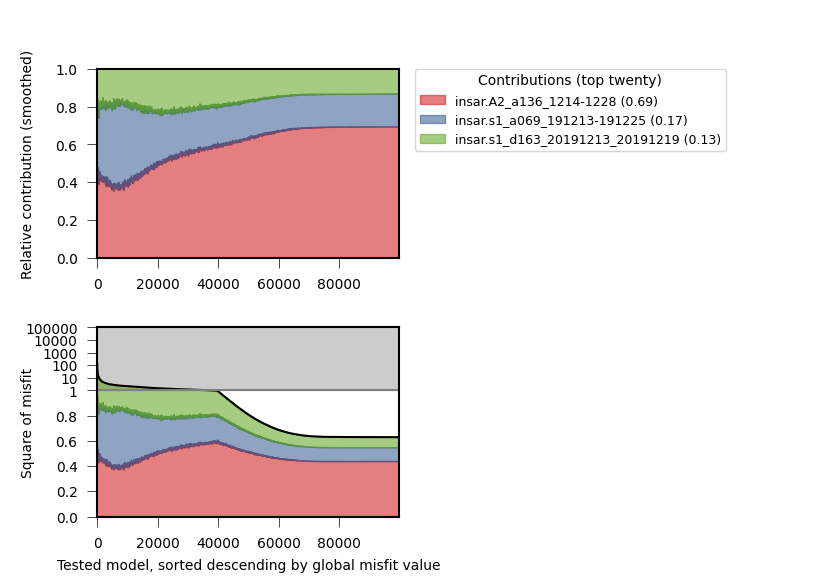 Relative contribution (smoothed)
1.0
0.8
0.6
0.4
0.2
0.0
0 20000 40000 60000 80000
Contributions (top twenty)
insar.A2_a136_1214-1228 (0.69)
insar.s1_a069_191213-191225 (0.17)
insar.s1_d163_20191213_20191219 (0.13)
Square of misfit
100000
10000
1000
100
10
1
0.8
0.6
0.4
0.2
0.0
0 20000 40000 60000 80000
Tested model, sorted descending by global misfit value